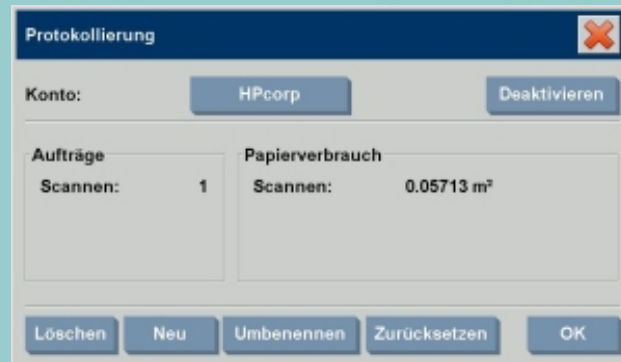 Protokollierung
Konto: HPcorp Deaktivieren
Aufträge Papierverbrauch
Scannen: 1 Scannen: 0.05713 m²
Löschen Neu Umbenennen Zurücksetzen OK